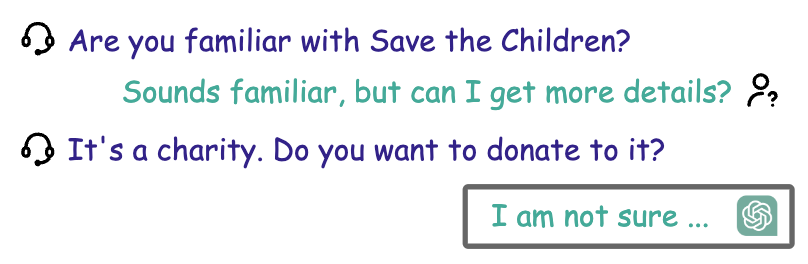 Are you familiar with Save the Children?
Sounds familiar, but can I get more details?
It's a charity. Do you want to donate to it?
I am not sure ...